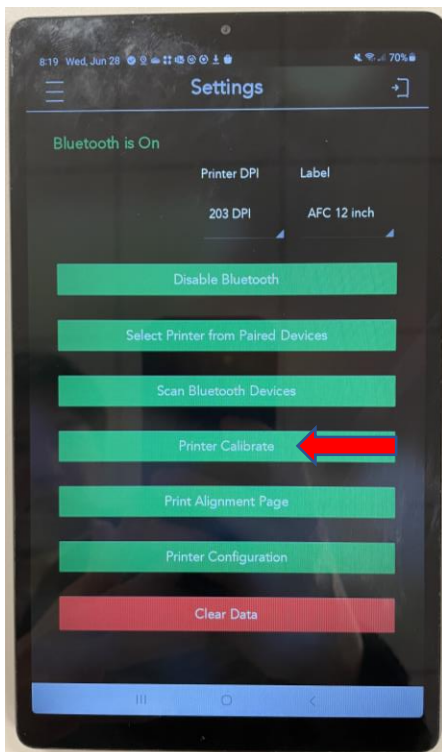 8:19 Wed, Jun 28 70%
Settings
Bluetooth is On
Printer DPI Label
203 DPI AFC 12 inch
Disable Bluetooth
Select Printer from Paired Devices
Scan Bluetooth Devices
Printer Calibrate
Print Alignment Page
Printer Configuration
Clear Data